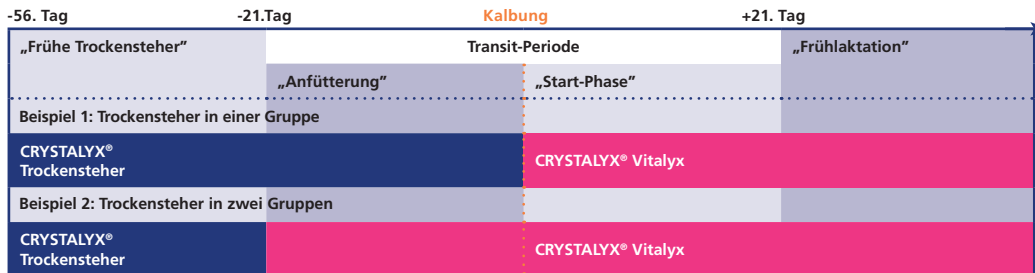 -56. Tag -21.Tag Kalbung +21. Tag
„Frühe Trockensteher” Transit-Periode „Frühlaktation”
„Anfütterung” „Start-Phase”
Beispiel 1: Trockensteher in einer Gruppe
CRYSTALYX®
Trockensteher
CRYSTALYX® Vitalyx
Beispiel 2: Trockensteher in zwei Gruppen
CRYSTALYX®
Trockensteher
CRYSTALYX® Vitalyx